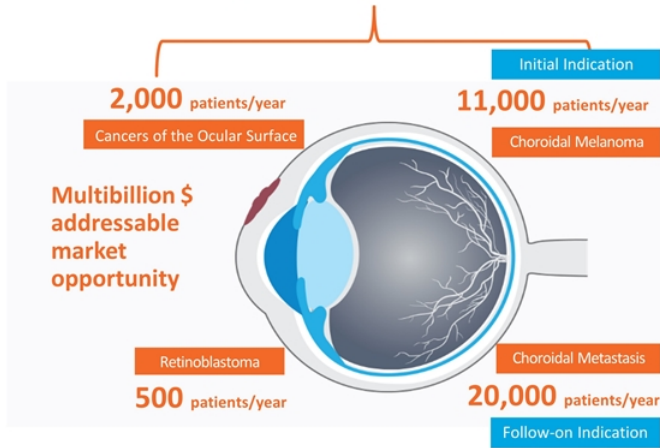 Initial Indication
2,000 patients/year
11,000 patients/year
Cancers of the Ocular Surface
Choroidal Melanoma
Multibillion $
addressable
market
opportunity
Retinoblastoma
Choroidal Metastasis
500 patients/year
20,000 patients/year
Follow-on Indication